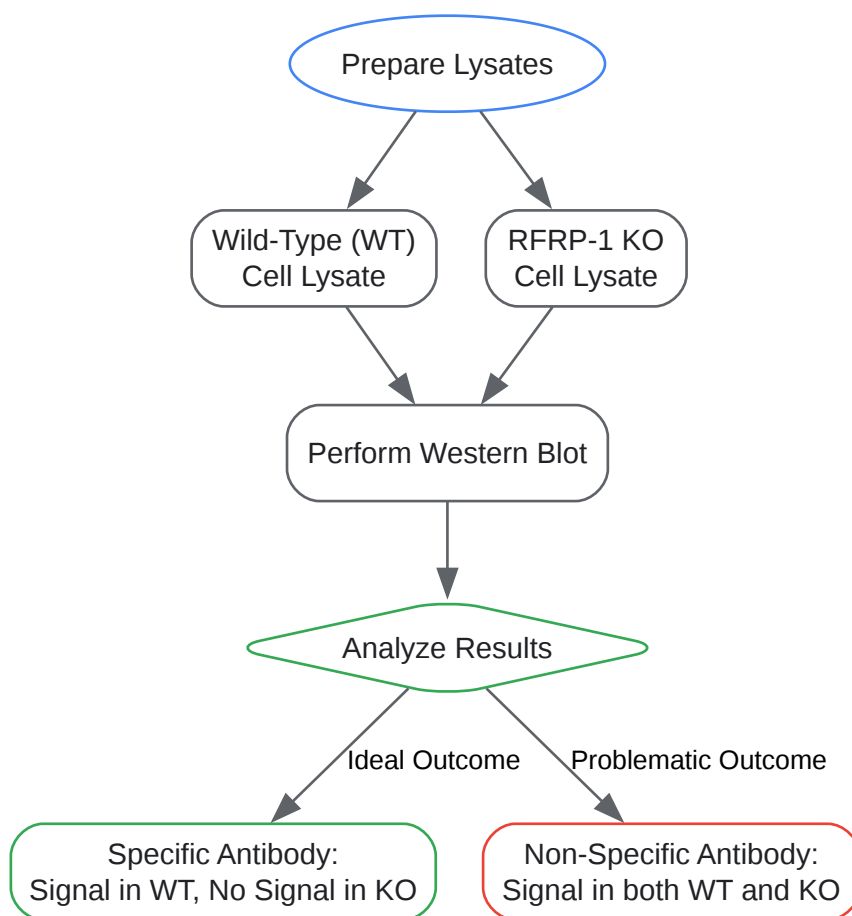 Prepare Lysates
Wild-Type (WT)
Cell Lysate
RFRP-1 KO
Cell Lysate
Perform Western Blot
Analyze Results
Ideal Outcome
Problematic Outcome
Specific Antibody:
Signal in WT, No Signal in KO
Non-Specific Antibody:
Signal in both WT and KO